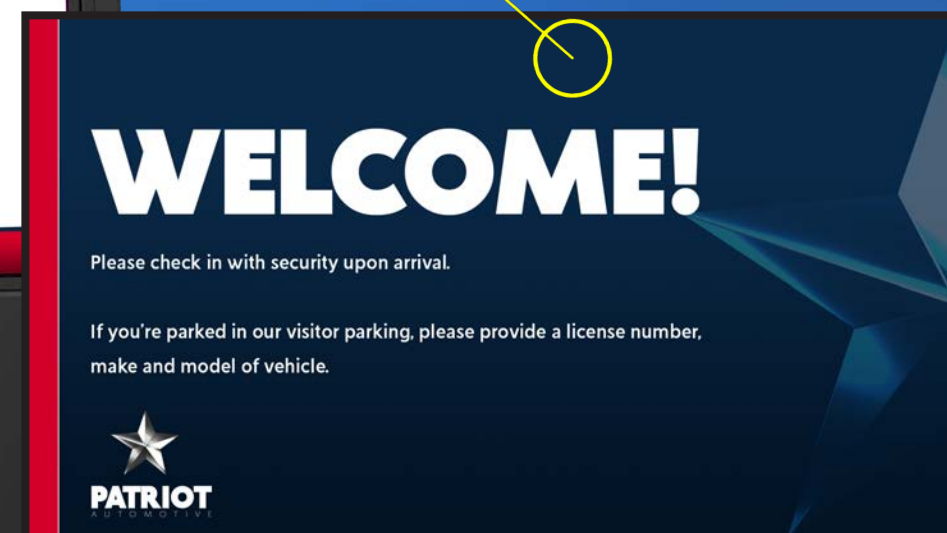 WELCOME!
Please check in with security upon arrival.
If you're parked in our visitor parking, please provide a license number,
make and model of vehicle.
PATRIOT
AUTOMOTIVE